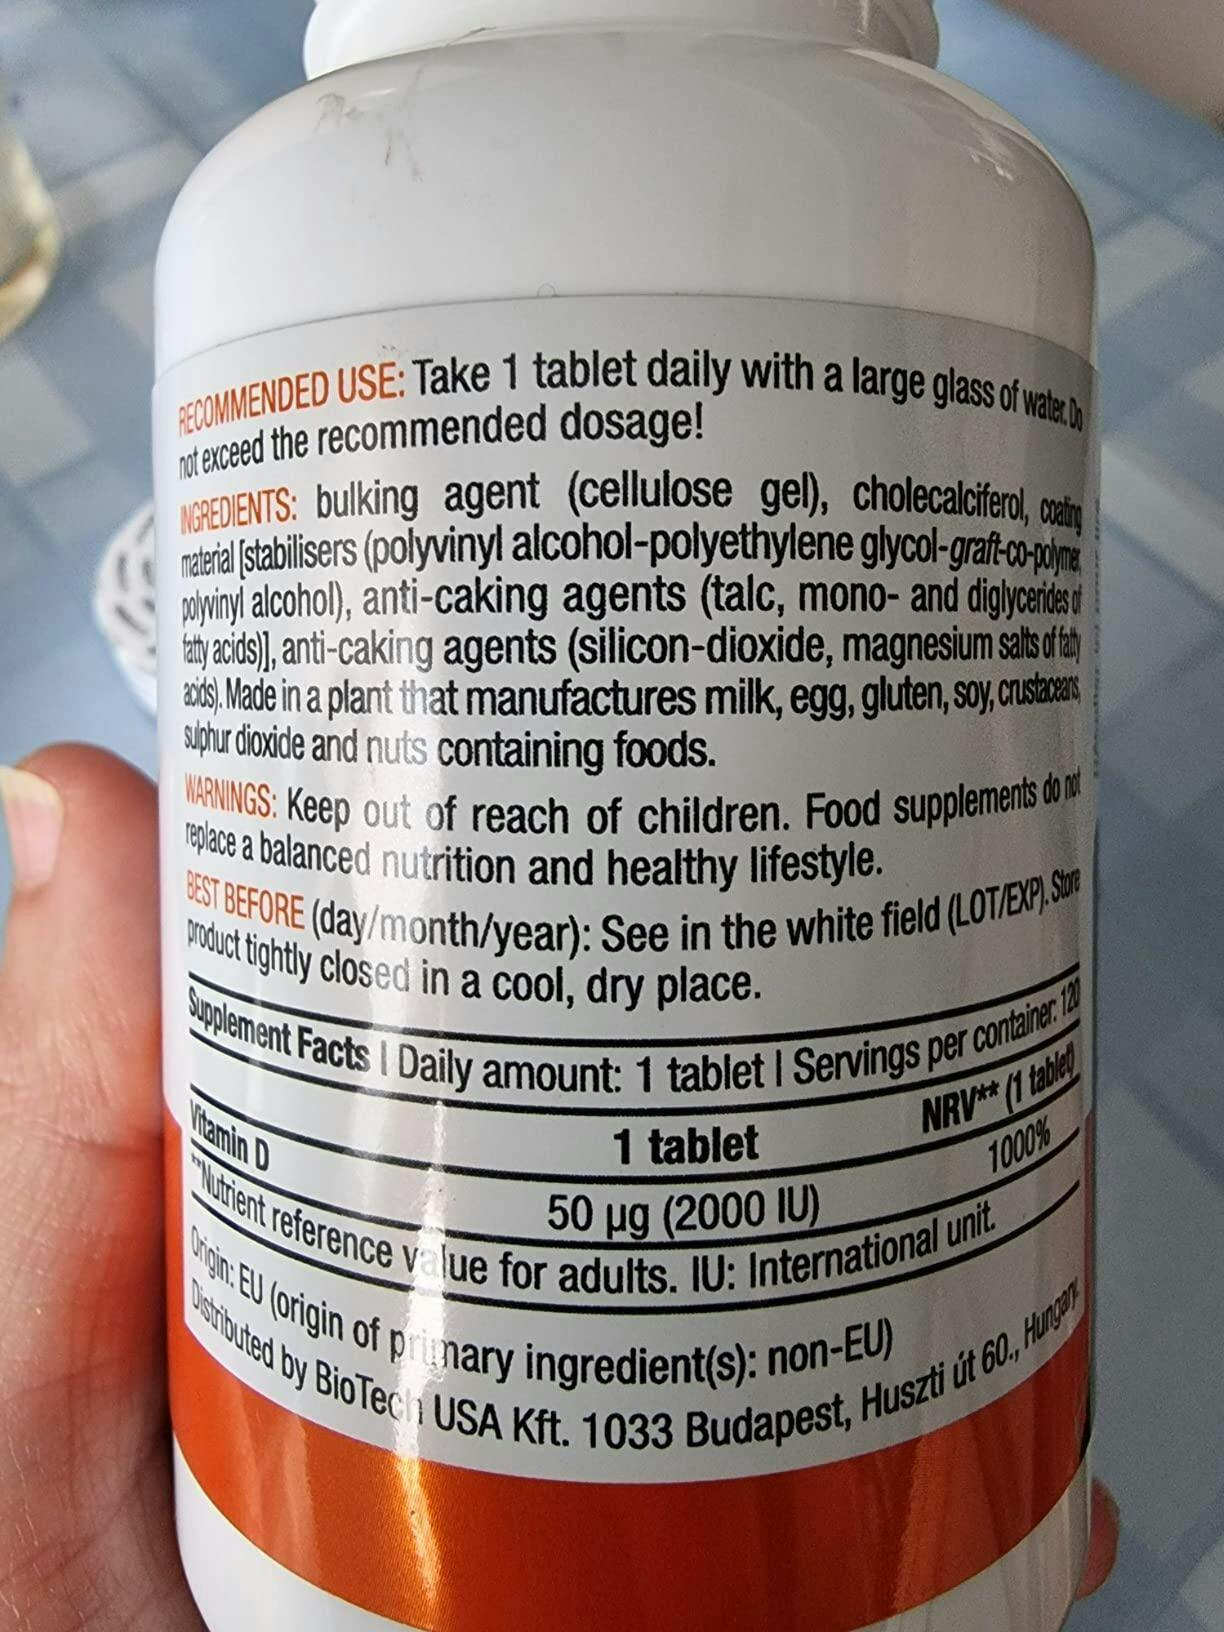 RECOMMENDED USE: Take 1 tablet daily with a large glass of water. Do
not exceed the recommended dosage!
INGREDIENTS: bulking agent (cellulose gel), cholecalciferol, coating
material [stabilisers (polyvinyl alcohol-polyethylene glycol-graft-co-polymer,
polyvinyl alcohol), anti-caking agents (talc, mono- and diglycerides of
fatty acids)], anti-caking agents (silicon-dioxide, magnesium salts of fatty
acids). Made in a plant that manufactures milk, egg, gluten, soy, crustaceans,
sulphur dioxide and nuts containing foods.
WARNINGS: Keep out of reach of children. Food supplements do not
replace a balanced nutrition and healthy lifestyle.
BEST BEFORE (day/month/year): See in the white field (LOT/EXP). Store
product tightly closed in a cool, dry place.
Supplement Facts | Daily amount: 1 tablet | Servings per container: 120
1 tablet NRV** (1 tablet)
Vitamin D 50 µg (2000 IU) 1000%
**Nutrient reference value for adults. IU: International unit.
Origin: EU (origin of primary ingredient(s): non-EU)
Distributed by BioTech USA Kft. 1033 Budapest, Huszti út 60., Hungary.